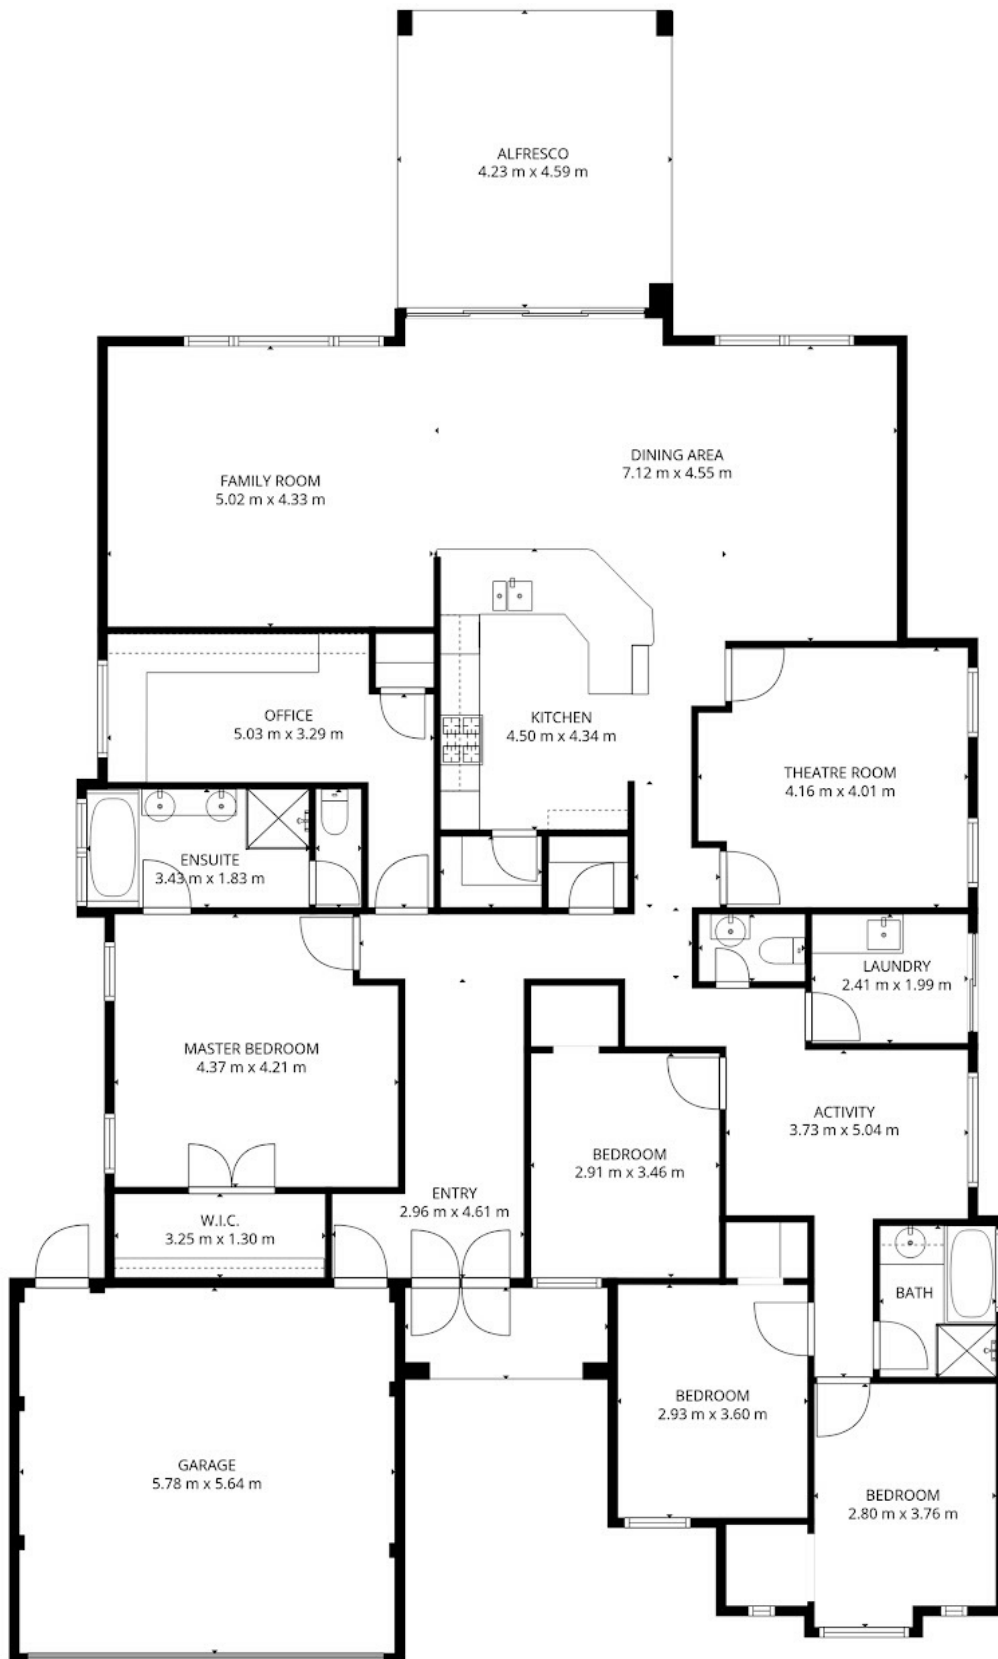 ALFRESCO
4.23 m x 4.59 m
FAMILY ROOM
5.02 m x 4.33 m
DINING AREA
7.12 m x 4.55 m
OFFICE
5.03 m x 3.29 m
KITCHEN
4.50 m x 4.34 m
THEATRE ROOM
4.16 m x 4.01 m
ENSUITE
3.43 m x 1.83 m
LAUNDRY
2.41 m x 1.99 m
MASTER BEDROOM
4.37 m x 4.21 m
ACTIVITY
3.73 m x 5.04 m
BEDROOM
2.91 m x 3.46 m
ENTRY
2.96 m x 4.61 m
W.I.C.
3.25 m x 1.30 m
BATH
BEDROOM
2.93 m x 3.60 m
GARAGE
5.78 m x 5.64 m
BEDROOM
2.80 m x 3.76 m